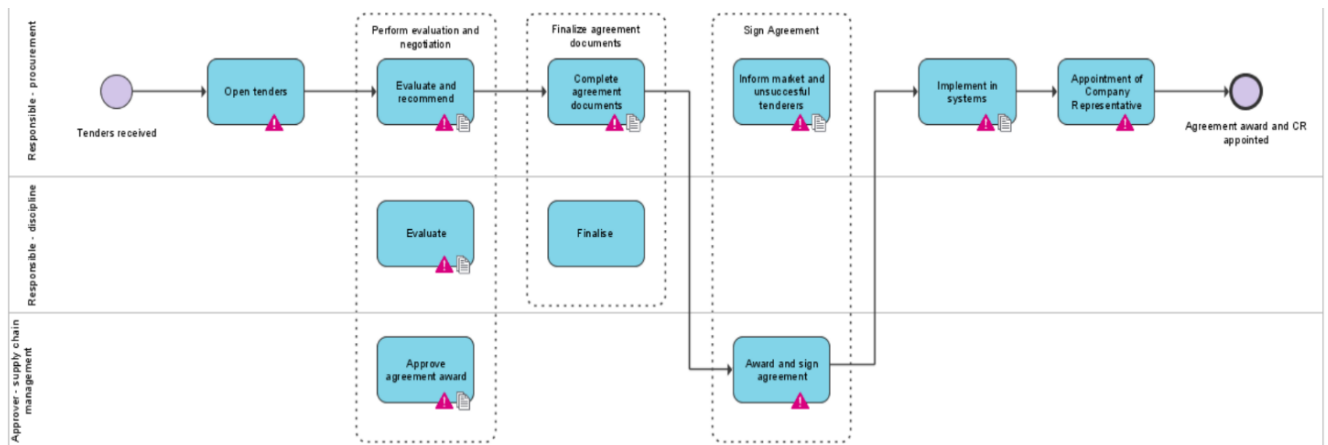 Responsible - procurement
Tenders received
Open tenders
Perform evaluation and
negotiation
Evaluate and
recommend
Finalize agreement
documents
Complete
agreement
documents
Sign Agreement
Inform market and
unsuccesful
tenderers
Implement in
systems
Appointment of
Company
Representative
Agreement award and CR
appointed
Responsible - discipline
Evaluate
Finalise
Approver - supply chain
management
Approve
agreement award
Award and sign
agreement